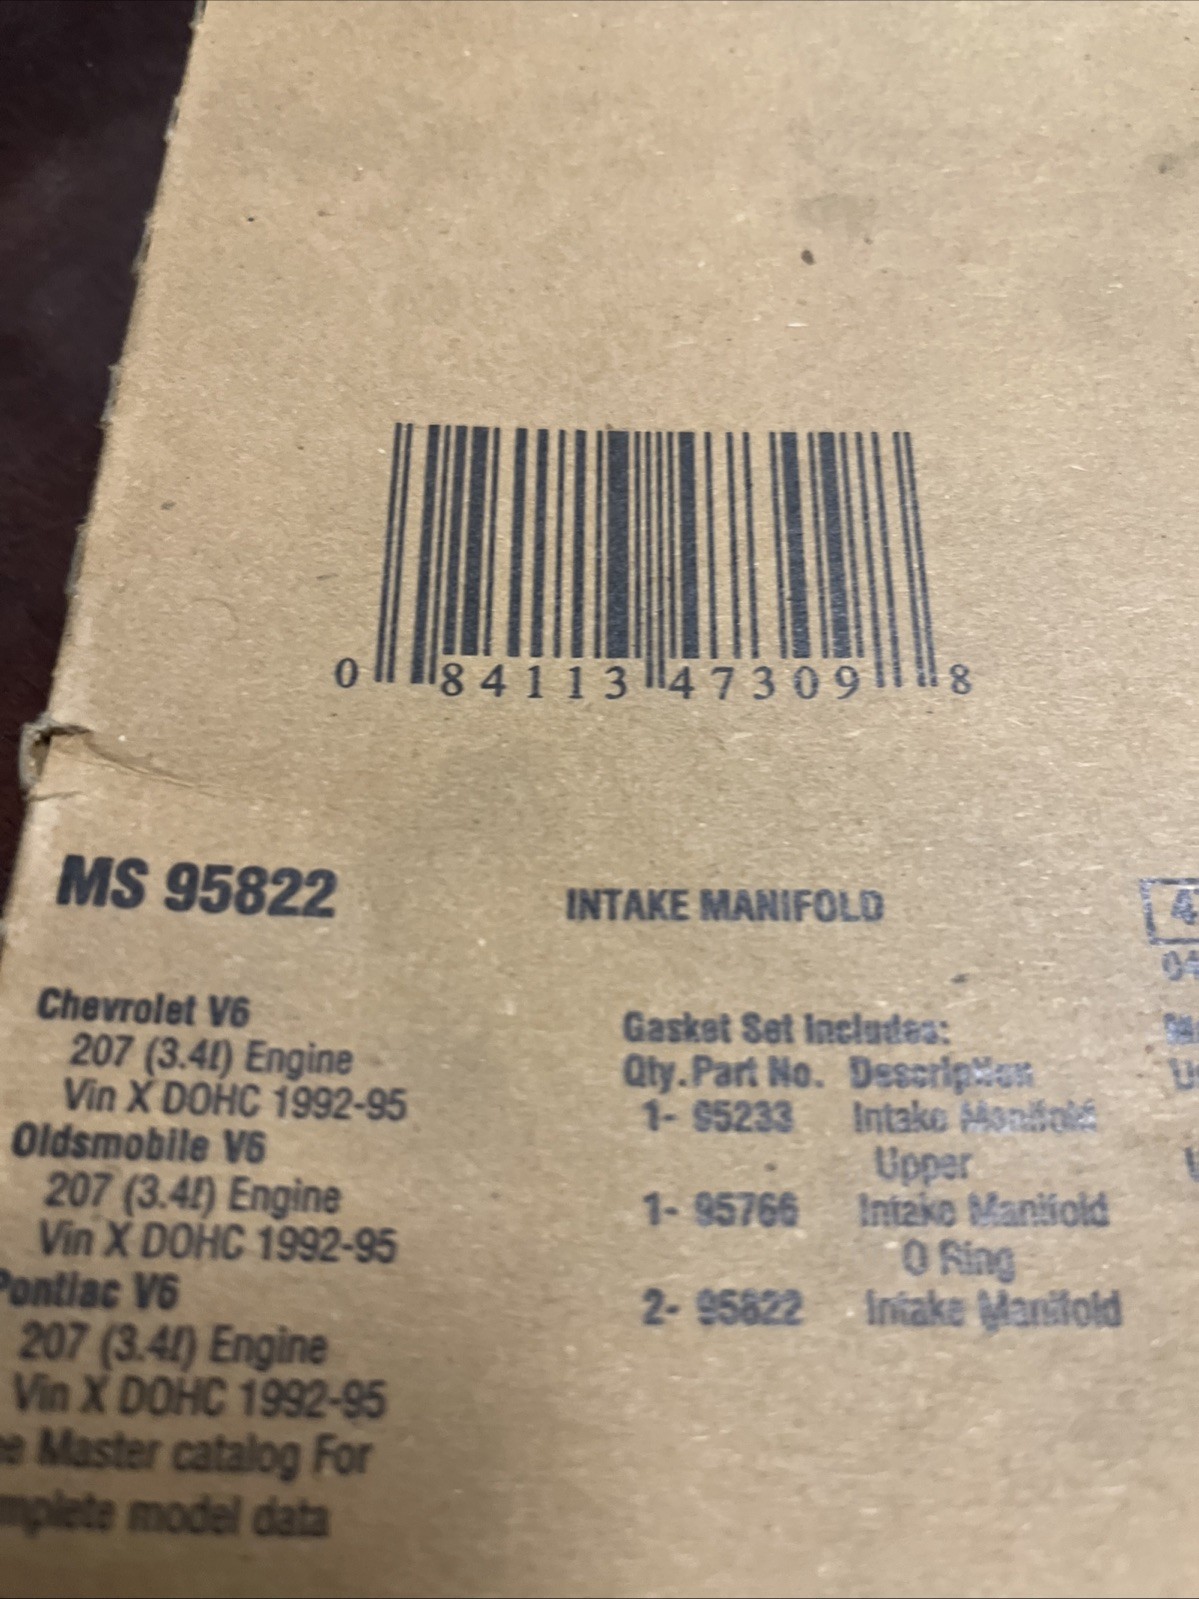 0 84113 47309 8
MS 95822
INTAKE MANIFOLD
Chevrolet V6
207 (3.4ℓ) Engine
Vin X DOHC 1992-95
Oldsmobile V6
207 (3.4ℓ) Engine
Vin X DOHC 1992-95
Pontiac V6
207 (3.4ℓ) Engine
Vin X DOHC 1992-95
Master catalog For
model data
Gasket Set Includes:
Qty. Part No. Description
1- 95233 Intake Manifold
Upper
1- 95766 Intake Manifold
O Ring
2- 95822 Intake Manifold